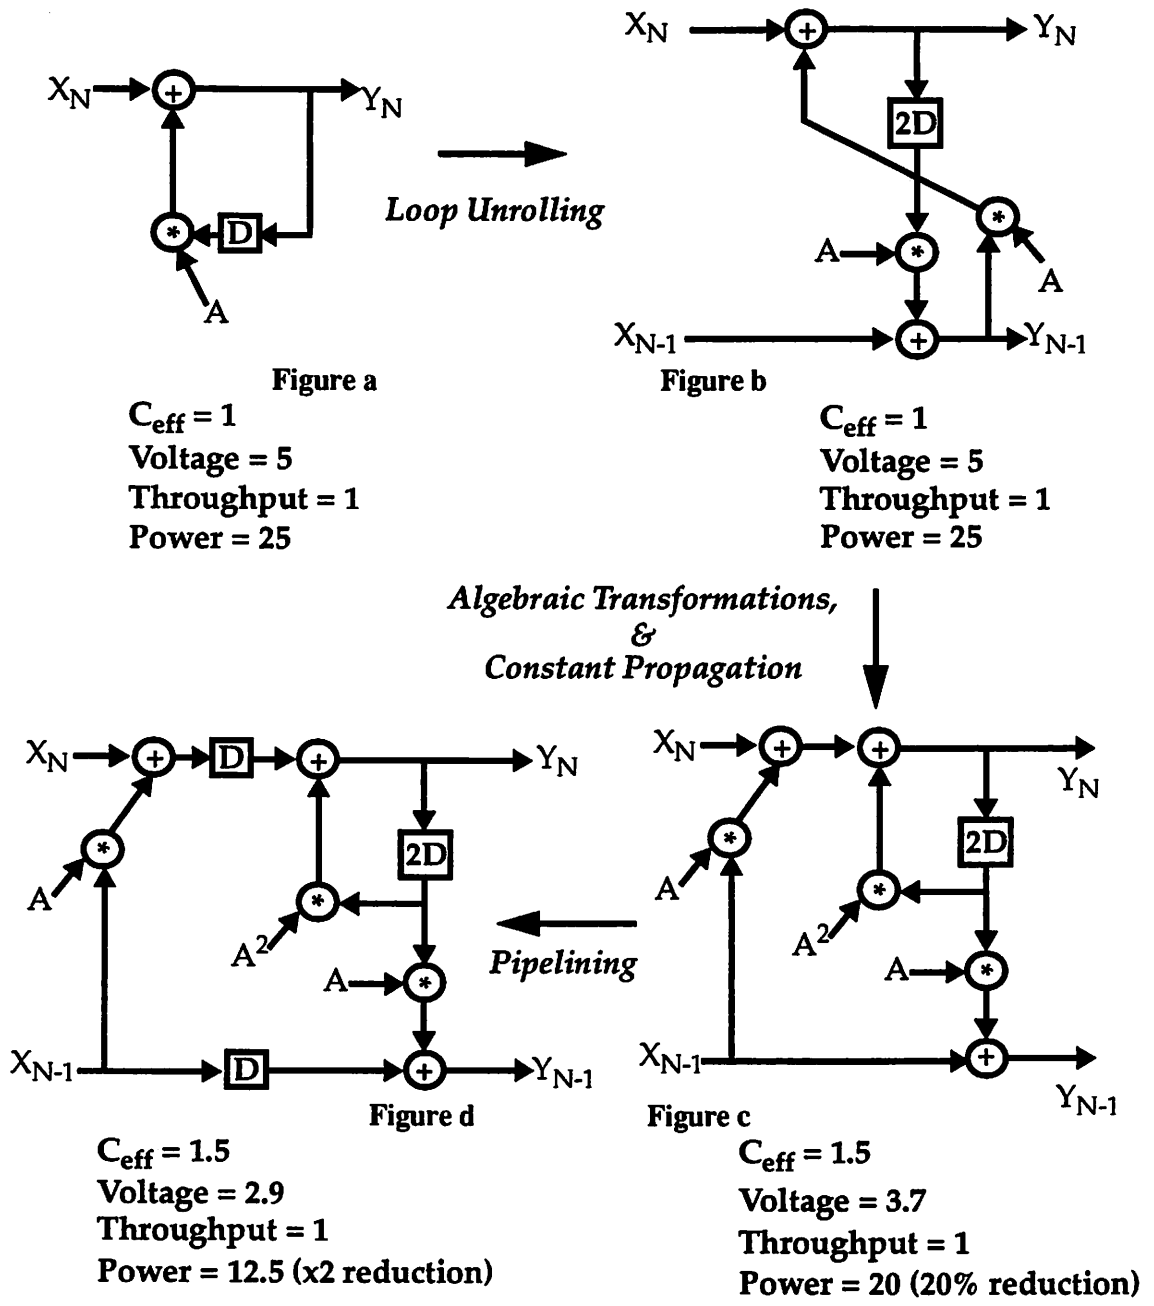 X_N + Y_N
* D
A
Figure a
C_eff = 1
Voltage = 5
Throughput = 1
Power = 25
Loop Unrolling
X_N + Y_N
2D
*
A *
A
X_N-1 + Y_N-1
Figure b
C_eff = 1
Voltage = 5
Throughput = 1
Power = 25
Algebraic Transformations,
&
Constant Propagation
X_N + + Y_N
* 2D
A *
A²
A *
X_N-1 + Y_N-1
Figure c
C_eff = 1.5
Voltage = 3.7
Throughput = 1
Power = 20 (20% reduction)
Pipelining
X_N + D + Y_N
* 2D
A *
A²
A *
X_N-1 D + Y_N-1
Figure d
C_eff = 1.5
Voltage = 2.9
Throughput = 1
Power = 12.5 (x2 reduction)